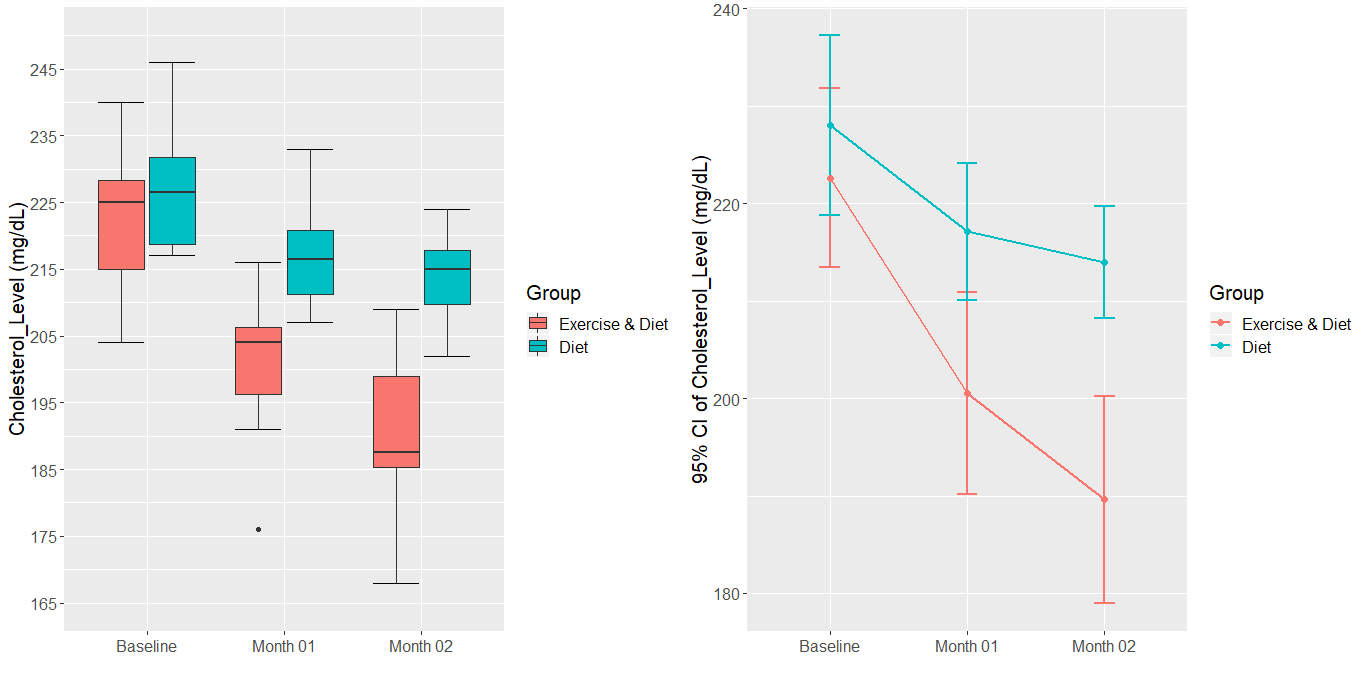 Cholesterol_Level (mg/dL)
245
235
225
215
205
195
185
175
165
Baseline
Month 01
Month 02
Group
Exercise & Diet
Diet
95% CI of Cholesterol_Level (mg/dL)
240
220
200
180
Baseline
Month 01
Month 02
Group
Exercise & Diet
Diet